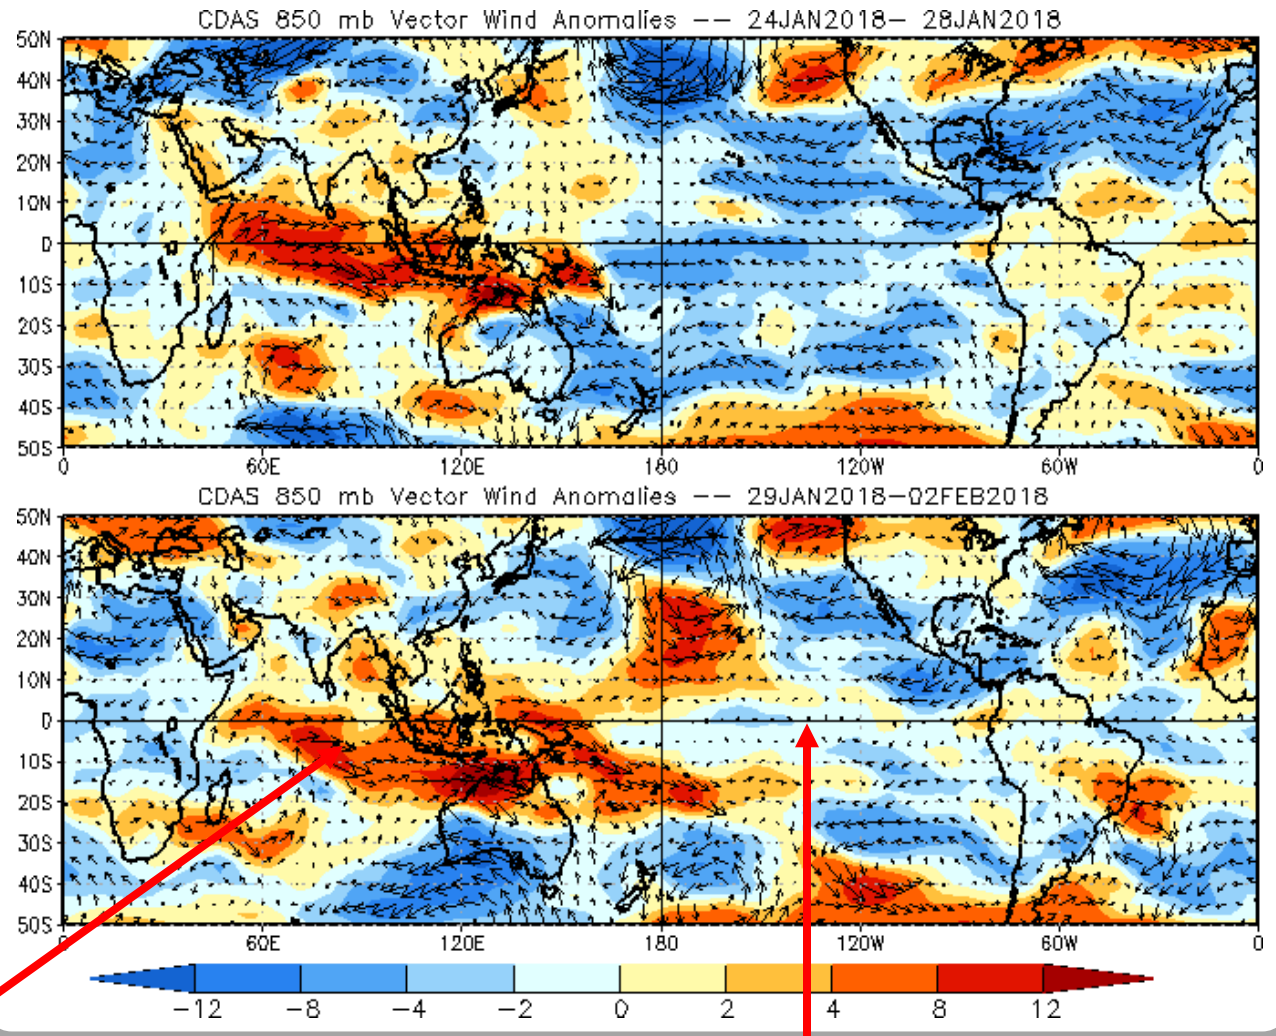 CDAS 850 mb Vector Wind Anomalies –– 24JAN2018– 28JAN2018
50N
40N
30N
20N
10N
0
10S
20S
30S
40S
50S
0 60E 120E 180 120W 60W 0
CDAS 850 mb Vector Wind Anomalies –– 29JAN2018–02FEB2018
50N
40N
30N
20N
10N
0
10S
20S
30S
40S
50S
0 60E 120E 180 120W 60W 0
−12 −8 −4 −2 0 2 4 8 12